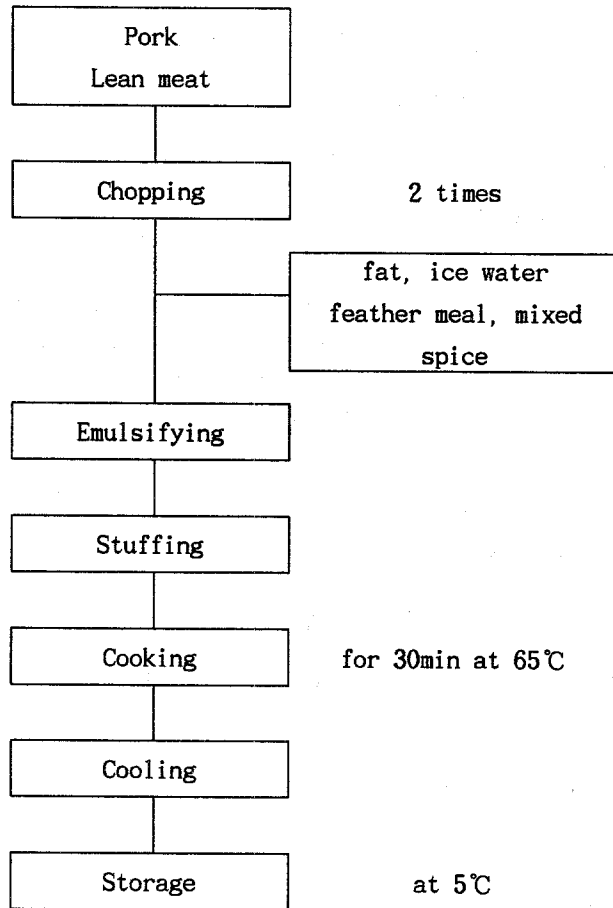 Pork
Lean meat
Chopping
2 times
fat, ice water
feather meal, mixed
spice
Emulsifying
Stuffing
Cooking
for 30min at 65℃
Cooling
Storage
at 5℃